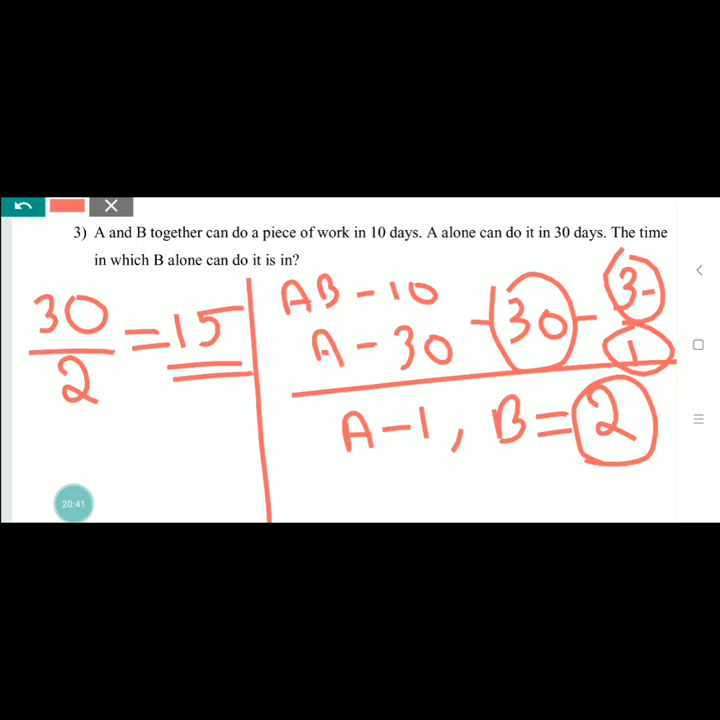 3) A and B together can do a piece of work in 10 days. A alone can do it in 30 days. The time
in which B alone can do it is in?
AB - 10
A - 30 - 30 - 3
1
A - 1, B = 2
30
2
= 15
20:41